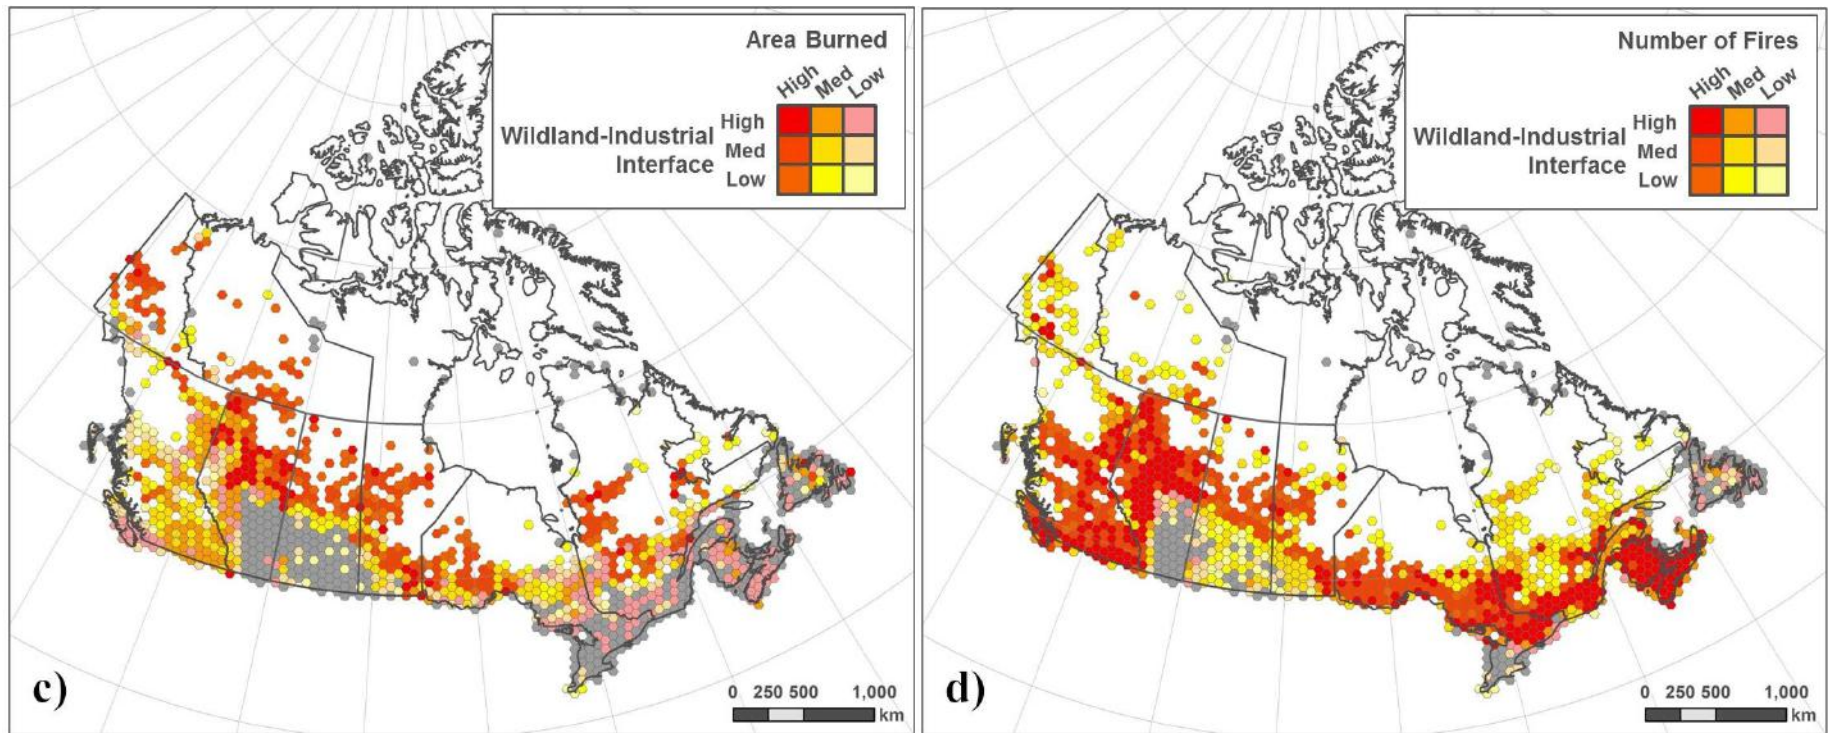 Area Burned
High Med Low
High
Wildland-Industrial
Med
Interface
Low
c)
0 250 500 1,000
km
Number of Fires
High Med Low
High
Wildland-Industrial
Med
Interface
Low
d)
0 250 500 1,000
km